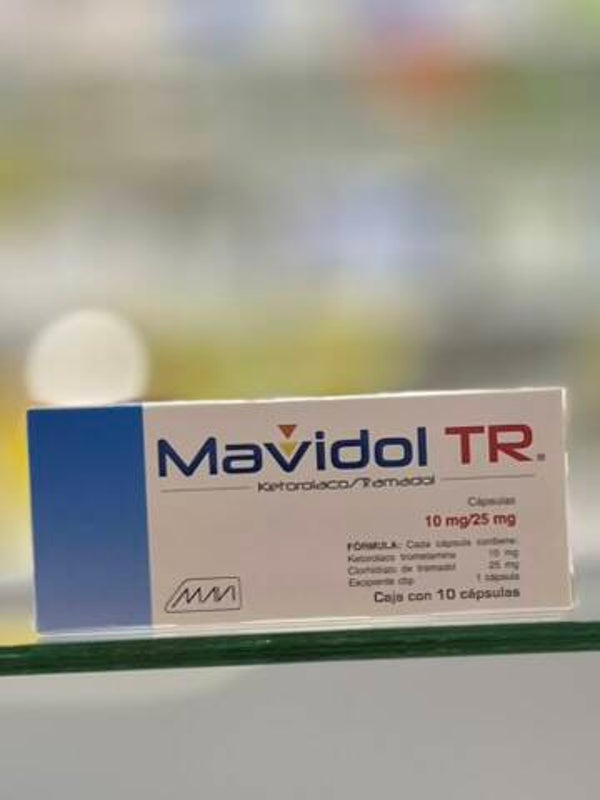 Mavidol TR®
Ketorolaco/Tramadol
Cápsulas
10 mg/25 mg
FÓRMULA: Cada cápsula contiene:
Ketorolaco trometamina 10 mg
Clorhidrato de tramadol 25 mg
Excipiente cbp 1 cápsula
Caja con 10 cápsulas
MAVI